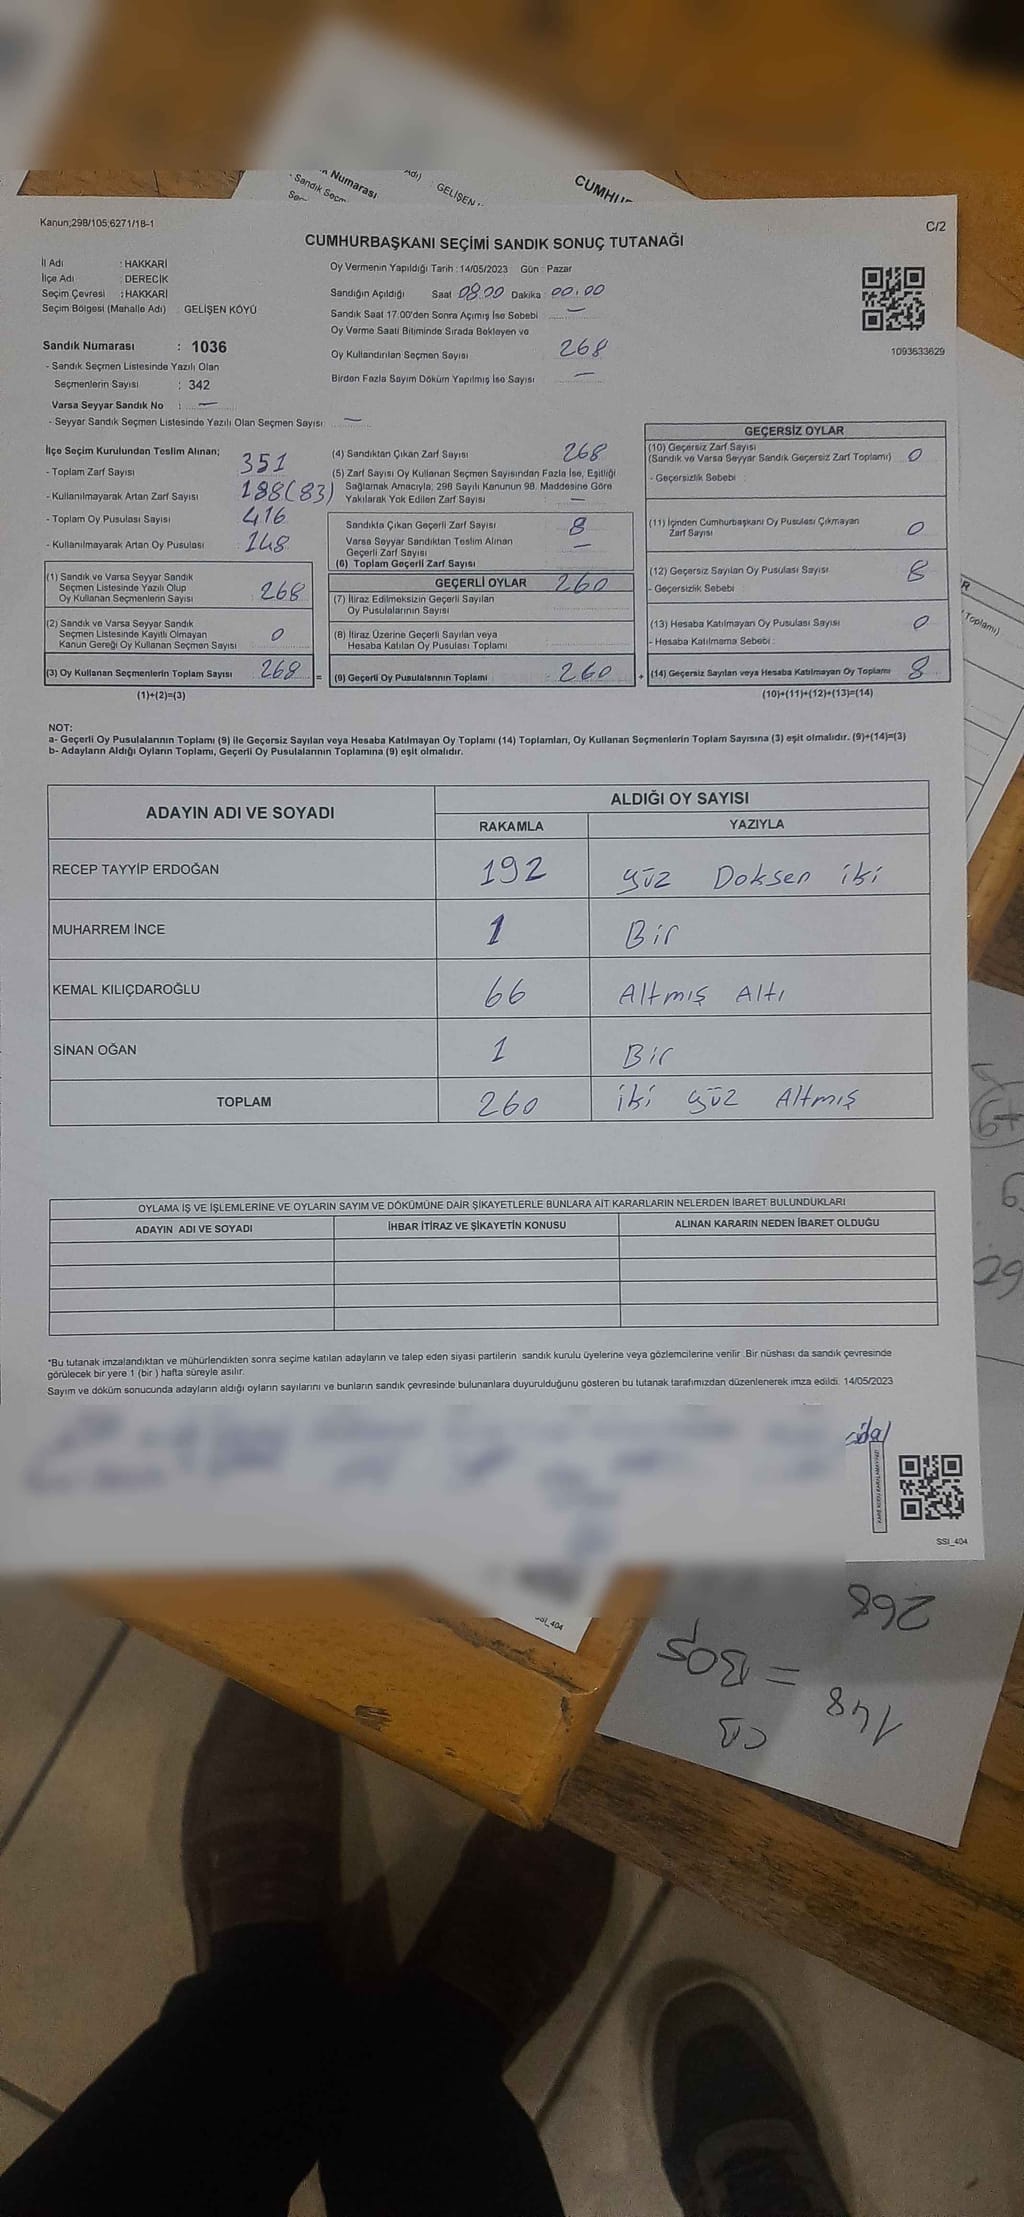 Numarası
- Sandık Seçm
Adı)
GELİŞEN
Kanun;298/105;6271/18-1
C/2
CUMHURBAŞKANI SEÇİMİ SANDIK SONUÇ TUTANAĞI
İl Adı : HAKKARİ
İlçe Adı : DERECİK
Seçim Çevresi : HAKKARİ
Seçim Bölgesi (Mahalle Adı) GELİŞEN KÖYÜ
Oy Vermenin Yapıldığı Tarih : 14/05/2023 Gün : Pazar
Sandığın Açıldığı Saat 08.00 Dakika : 00:00
Sandık Saat 17.00'den Sonra Açımış İse Sebebi —
Oy Verme Saati Bitiminde Sırada Bekleyen ve
Oy Kullandırılan Seçmen Sayısı 268
Birden Fazla Sayım Döküm Yapılmış İse Sayısı —
1093633629
Sandık Numarası : 1036
- Sandık Seçmen Listesinde Yazılı Olan
Seçmenlerin Sayısı : 342
Varsa Seyyar Sandık No : —
- Seyyar Sandık Seçmen Listesinde Yazılı Olan Seçmen Sayısı : —
İlçe Seçim Kurulundan Teslim Alınan;
- Toplam Zarf Sayısı 351
- Kullanılmayarak Artan Zarf Sayısı 188(83)
- Toplam Oy Pusulası Sayısı 416
- Kullanılmayarak Artan Oy Pusulası 148
(1) Sandık ve Varsa Seyyar Sandık
Seçmen Listesinde Yazılı Olup
Oy Kullanan Seçmenlerin Sayısı 268
(2) Sandık ve Varsa Seyyar Sandık
Seçmen Listesinde Kayıtlı Olmayan
Kanun Gereği Oy Kullanan Seçmen Sayısı 0
(3) Oy Kullanan Seçmenlerin Toplam Sayısı 268 =
(1)+(2)=(3)
(4) Sandıktan Çıkan Zarf Sayısı 268
(5) Zarf Sayısı Oy Kullanan Seçmen Sayısından Fazla İse, Eşitliği
Sağlamak Amacıyla; 298 Sayılı Kanunun 98. Maddesine Göre
Yakılarak Yok Edilen Zarf Sayısı —
Sandıkta Çıkan Geçerli Zarf Sayısı 8
Varsa Seyyar Sandıktan Teslim Alınan
Geçerli Zarf Sayısı —
(6) Toplam Geçerli Zarf Sayısı
GEÇERLİ OYLAR 260
(7) İtiraz Edilmeksizin Geçerli Sayılan
Oy Pusulalarının Sayısı
(8) İtiraz Üzerine Geçerli Sayılan veya
Hesaba Katılan Oy Pusulası Toplamı
(9) Geçerli Oy Pusulalarının Toplamı 260 +
GEÇERSİZ OYLAR
(10) Geçersiz Zarf Sayısı
(Sandık ve Varsa Seyyar Sandık Geçersiz Zarf Toplamı) 0
- Geçersizlik Sebebi :
(11) İçinden Cumhurbaşkanı Oy Pusulası Çıkmayan
Zarf Sayısı 0
(12) Geçersiz Sayılan Oy Pusulası Sayısı 8
- Geçersizlik Sebebi
(13) Hesaba Katılmayan Oy Pusulası Sayısı 0
- Hesaba Katılmama Sebebi :
(14) Geçersiz Sayılan veya Hesaba Katılmayan Oy Toplamı 8
(10)+(11)+(12)+(13)=(14)
Toplamı)
NOT:
a- Geçerli Oy Pusulalarının Toplamı (9) ile Geçersiz Sayılan veya Hesaba Katılmayan Oy Toplamı (14) Toplamları, Oy Kullanan Seçmenlerin Toplam Sayısına (3) eşit olmalıdır. (9)+(14)=(3)
b- Adayların Aldığı Oyların Toplamı, Geçerli Oy Pusulalarının Toplamına (9) eşit olmalıdır.
ADAYIN ADI VE SOYADI
ALDIĞI OY SAYISI
RAKAMLA YAZIYLA
RECEP TAYYİP ERDOĞAN 192 yüz Doksen iki
MUHARREM İNCE 1 Bir
KEMAL KILIÇDAROĞLU 66 Altmış Altı
SİNAN OĞAN 1 Bir
TOPLAM 260 iki yüz Altmış
OYLAMA İŞ VE İŞLEMLERİNE VE OYLARIN SAYIM VE DÖKÜMÜNE DAİR ŞİKAYETLERLE BUNLARA AİT KARARLARIN NELERDEN İBARET BULUNDUKLARI
ADAYIN ADI VE SOYADI İHBAR İTİRAZ VE ŞİKAYETİN KONUSU ALINAN KARARIN NEDEN İBARET OLDUĞU
*Bu tutanak imzalandıktan ve mühürlendikten sonra seçime katılan adayların ve talep eden siyasi partilerin sandık kurulu üyelerine veya gözlemcilerine verilir. Bir nüshası da sandık çevresinde
görülecek bir yere 1 (bir) hafta süreyle asılır.
Sayım ve döküm sonucunda adayların aldığı oyların sayılarını ve bunların sandık çevresinde bulunanlara duyurulduğunu gösteren bu tutanak tarafımızdan düzenlenerek imza edildi. 14/05/2023
SSI_404
268
148 = Boş